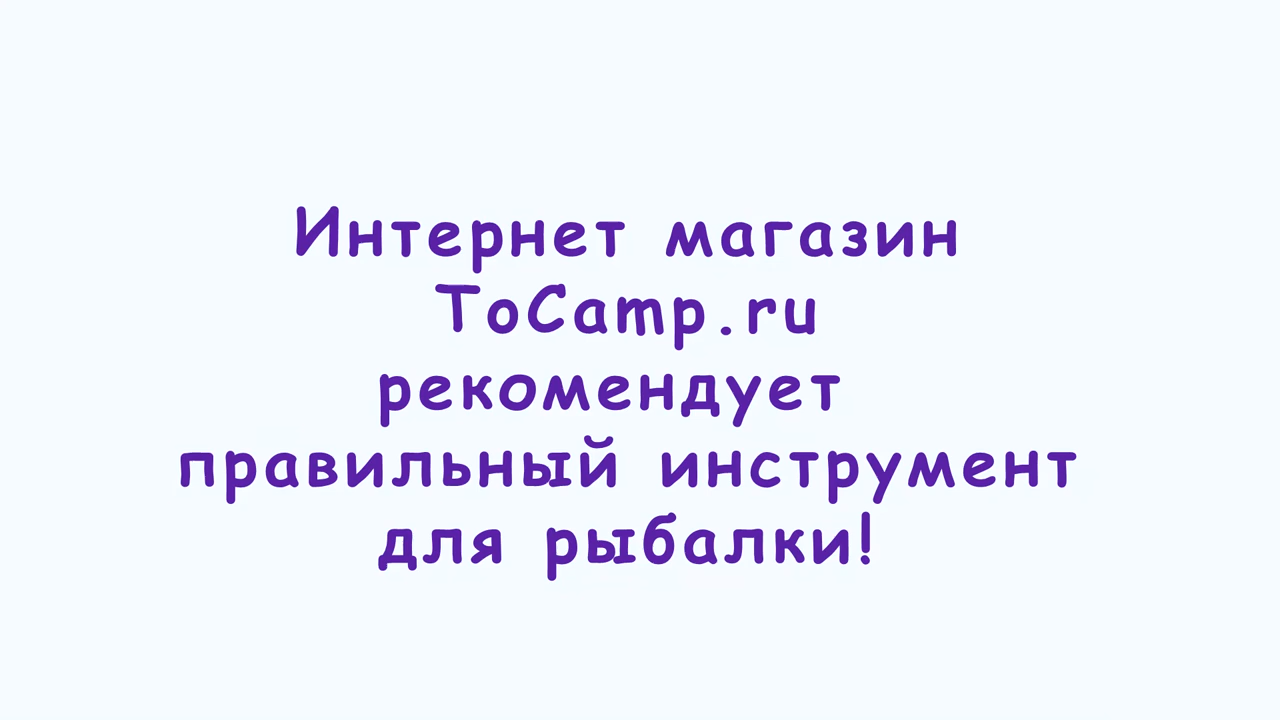 Интернет магазин
ToCamp.ru
рекомендует
правильный инструмент
для рыбалки!